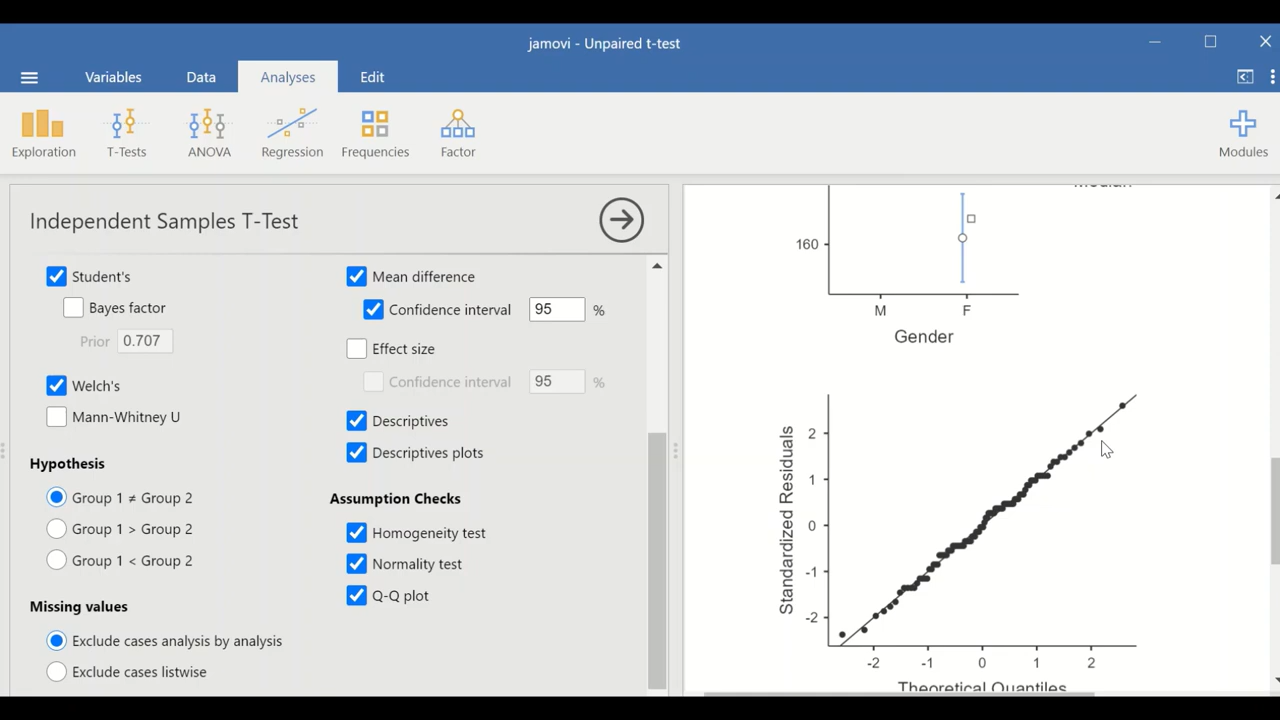 jamovi - Unpaired t-test
Variables
Data
Analyses
Edit
Exploration
T-Tests
ANOVA
Regression
Frequencies
Factor
Modules
Independent Samples T-Test
Student's
Bayes factor
Prior 0.707
Welch's
Mann-Whitney U
Hypothesis
Group 1 ≠ Group 2
Group 1 > Group 2
Group 1 < Group 2
Missing values
Exclude cases analysis by analysis
Exclude cases listwise
Mean difference
Confidence interval 95 %
Effect size
Confidence interval 95 %
Descriptives
Descriptives plots
Assumption Checks
Homogeneity test
Normality test
Q-Q plot
Median
160
M F
Gender
Standardized Residuals
2
1
0
-1
-2
-2 -1 0 1 2
Theoretical Quantiles